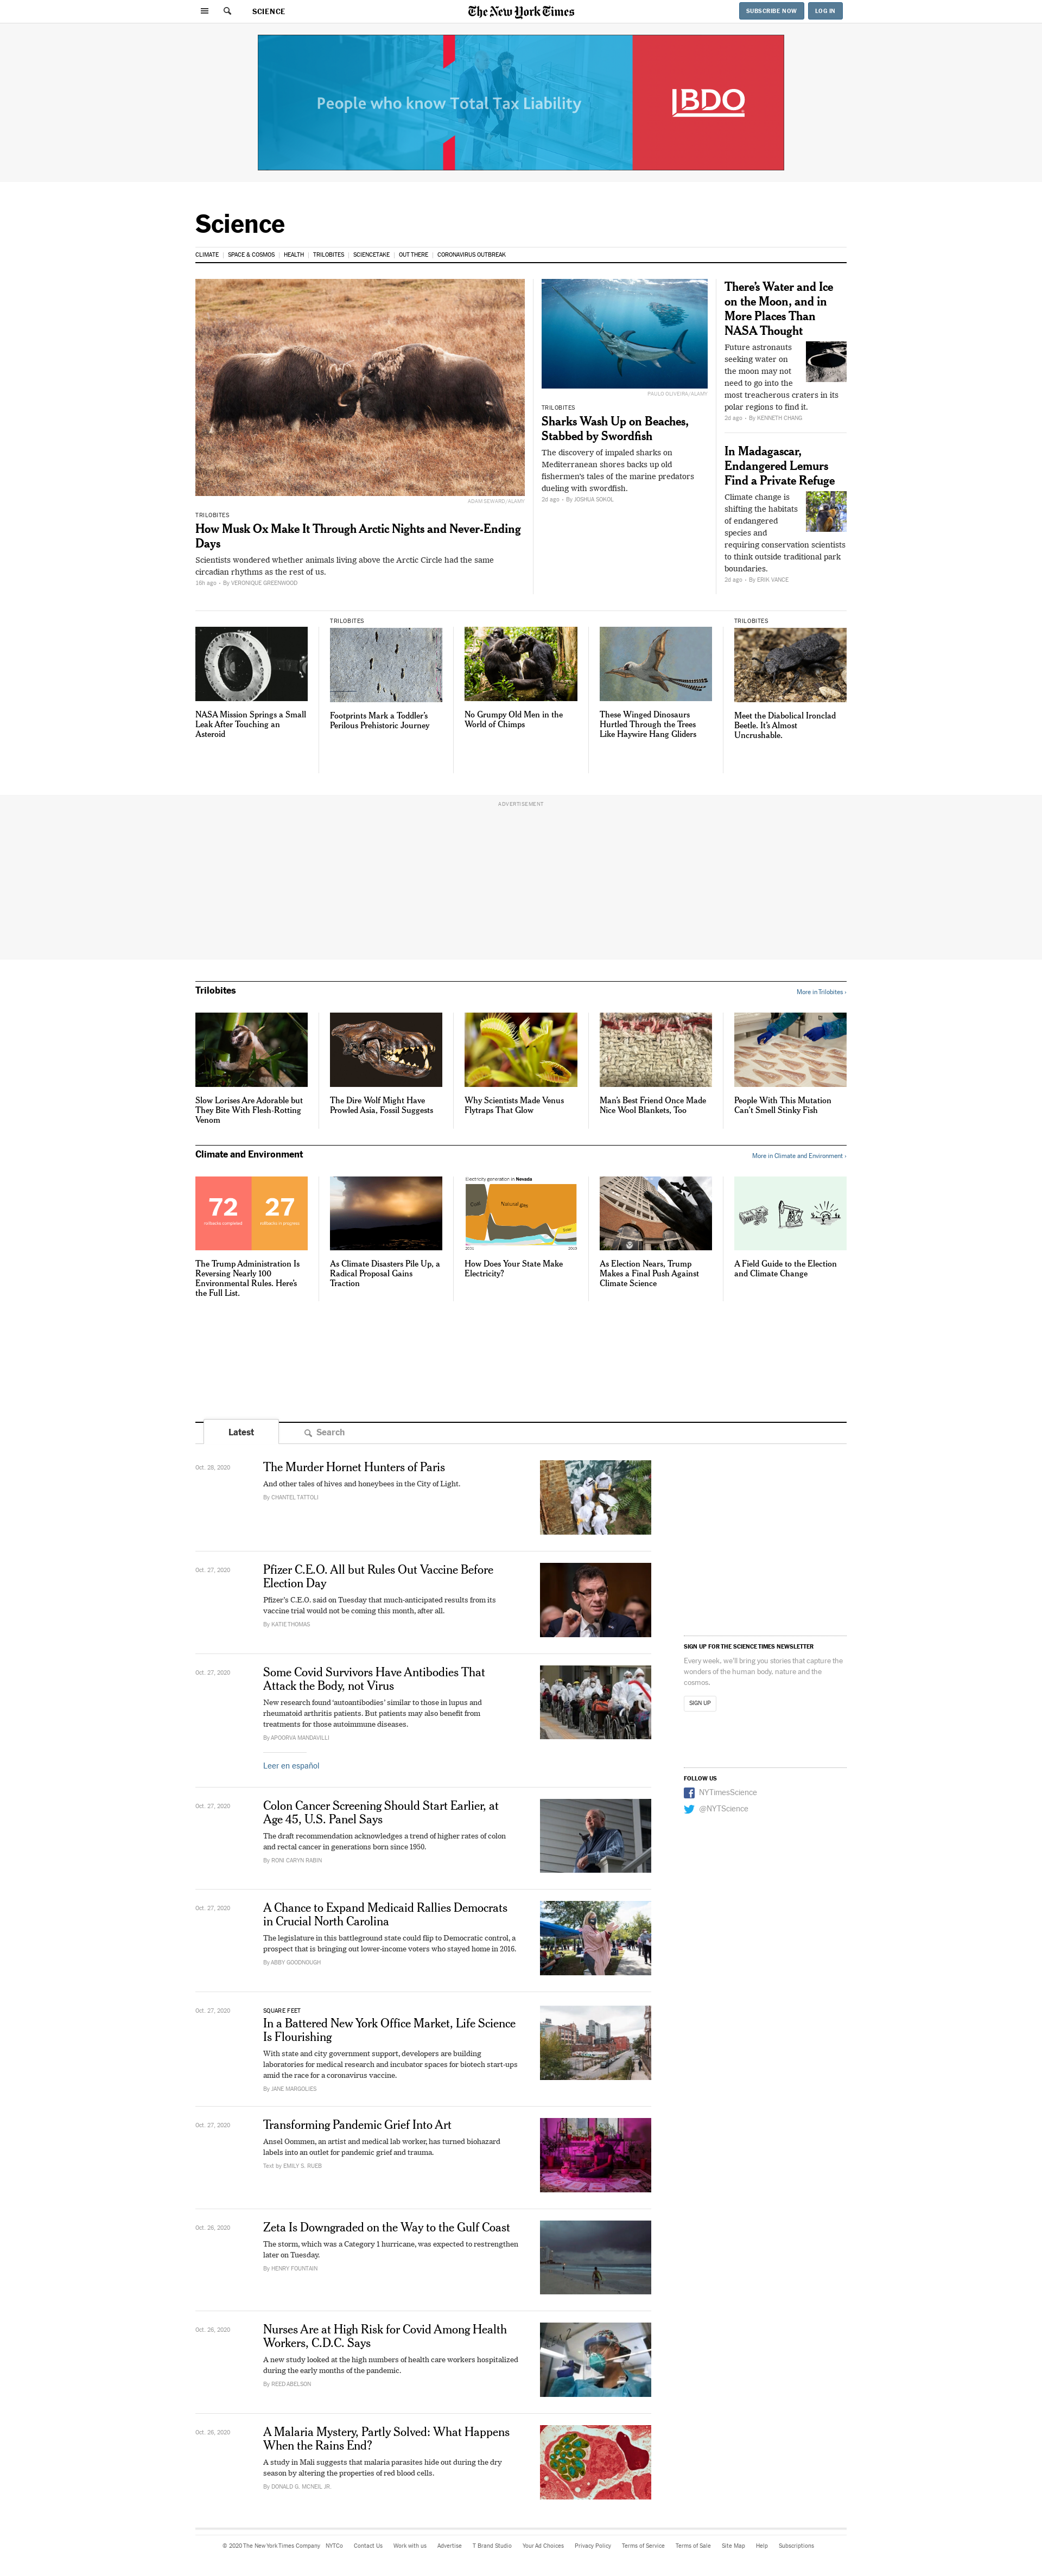 SCIENCE
The New York Times
SUBSCRIBE NOW
LOG IN
People who know Total Tax Liability
IBDO
Science
CLIMATE
SPACE & COSMOS
HEALTH
TRILOBITES
SCIENCETAKE
OUT THERE
CORONAVIRUS OUTBREAK
ADAM SEWARD/ALAMY
TRILOBITES
How Musk Ox Make It Through Arctic Nights and Never-Ending
Days
Scientists wondered whether animals living above the Arctic Circle had the same
circadian rhythms as the rest of us.
16h ago • By VERONIQUE GREENWOOD
PAULO OLIVEIRA/ALAMY
TRILOBITES
Sharks Wash Up on Beaches,
Stabbed by Swordfish
The discovery of impaled sharks on
Mediterranean shores backs up old
fishermen's tales of the marine predators
dueling with swordfish.
2d ago • By JOSHUA SOKOL
There's Water and Ice
on the Moon, and in
More Places Than
NASA Thought
Future astronauts
seeking water on
the moon may not
need to go into the
most treacherous craters in its
polar regions to find it.
2d ago • By KENNETH CHANG
In Madagascar,
Endangered Lemurs
Find a Private Refuge
Climate change is
shifting the habitats
of endangered
species and
requiring conservation scientists
to think outside traditional park
boundaries.
2d ago • By ERIK VANCE
NASA Mission Springs a Small
Leak After Touching an
Asteroid
TRILOBITES
Footprints Mark a Toddler's
Perilous Prehistoric Journey
No Grumpy Old Men in the
World of Chimps
These Winged Dinosaurs
Hurtled Through the Trees
Like Haywire Hang Gliders
TRILOBITES
Meet the Diabolical Ironclad
Beetle. It's Almost
Uncrushable.
ADVERTISEMENT
Trilobites
More in Trilobites ›
Slow Lorises Are Adorable but
They Bite With Flesh-Rotting
Venom
The Dire Wolf Might Have
Prowled Asia, Fossil Suggests
Why Scientists Made Venus
Flytraps That Glow
Man's Best Friend Once Made
Nice Wool Blankets, Too
People With This Mutation
Can't Smell Stinky Fish
Climate and Environment
More in Climate and Environment ›
72
rollbacks completed
27
rollbacks in progress
The Trump Administration Is
Reversing Nearly 100
Environmental Rules. Here's
the Full List.
As Climate Disasters Pile Up, a
Radical Proposal Gains
Traction
Electricity generation in Nevada
Coal
Natural gas
Solar
2001
How Does Your State Make
Electricity?
As Election Nears, Trump
Makes a Final Push Against
Climate Science
A Field Guide to the Election
and Climate Change
Latest
Search
Oct. 28, 2020
The Murder Hornet Hunters of Paris
And other tales of hives and honeybees in the City of Light.
By CHANTEL TATTOLI
Oct. 27, 2020
Pfizer C.E.O. All but Rules Out Vaccine Before
Election Day
Pfizer's C.E.O. said on Tuesday that much-anticipated results from its
vaccine trial would not be coming this month, after all.
By KATIE THOMAS
Oct. 27, 2020
Some Covid Survivors Have Antibodies That
Attack the Body, not Virus
New research found 'autoantibodies' similar to those in lupus and
rheumatoid arthritis patients. But patients may also benefit from
treatments for those autoimmune diseases.
By APOORVA MANDAVILLI
Leer en español
Oct. 27, 2020
Colon Cancer Screening Should Start Earlier, at
Age 45, U.S. Panel Says
The draft recommendation acknowledges a trend of higher rates of colon
and rectal cancer in generations born since 1950.
By RONI CARYN RABIN
Oct. 27, 2020
A Chance to Expand Medicaid Rallies Democrats
in Crucial North Carolina
The legislature in this battleground state could flip to Democratic control, a
prospect that is bringing out lower-income voters who stayed home in 2016.
By ABBY GOODNOUGH
Oct. 27, 2020
SQUARE FEET
In a Battered New York Office Market, Life Science
Is Flourishing
With state and city government support, developers are building
laboratories for medical research and incubator spaces for biotech start-ups
amid the race for a coronavirus vaccine.
By JANE MARGOLIES
Oct. 27, 2020
Transforming Pandemic Grief Into Art
Ansel Oommen, an artist and medical lab worker, has turned biohazard
labels into an outlet for pandemic grief and trauma.
Text by EMILY S. RUEB
Oct. 26, 2020
Zeta Is Downgraded on the Way to the Gulf Coast
The storm, which was a Category 1 hurricane, was expected to restrengthen
later on Tuesday.
By HENRY FOUNTAIN
Oct. 26, 2020
Nurses Are at High Risk for Covid Among Health
Workers, C.D.C. Says
A new study looked at the high numbers of health care workers hospitalized
during the early months of the pandemic.
By REED ABELSON
Oct. 26, 2020
A Malaria Mystery, Partly Solved: What Happens
When the Rains End?
A study in Mali suggests that malaria parasites hide out during the dry
season by altering the properties of red blood cells.
By DONALD G. MCNEIL JR.
SIGN UP FOR THE SCIENCE TIMES NEWSLETTER
Every week, we'll bring you stories that capture the
wonders of the human body, nature and the
cosmos.
SIGN UP
FOLLOW US
NYTimesScience
@NYTScience
© 2020 The New York Times Company
NYTCo
Contact Us
Work with us
Advertise
T Brand Studio
Your Ad Choices
Privacy Policy
Terms of Service
Terms of Sale
Site Map
Help
Subscriptions